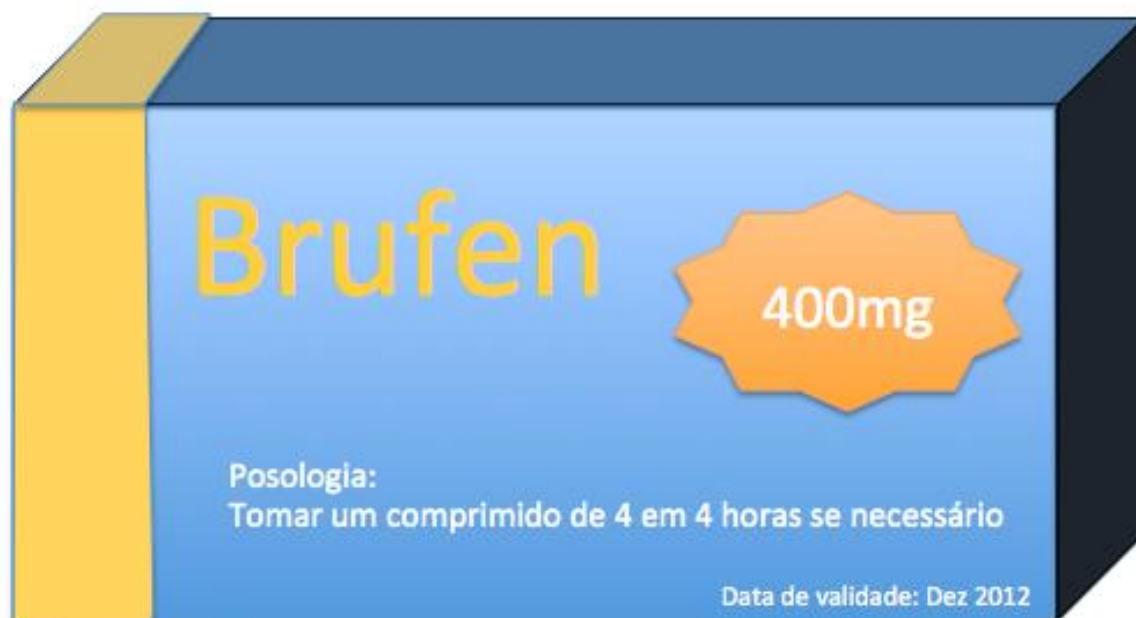 Brufen
400mg
Posologia:
Tomar um comprimido de 4 em 4 horas se necessário
Data de validade: Dez 2012